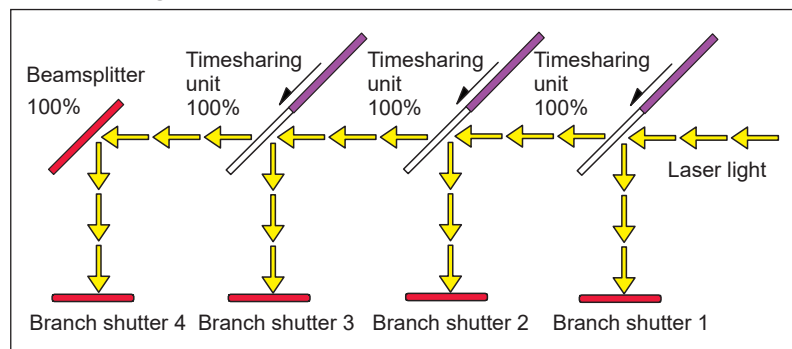 Beamsplitter
100%
Timesharing
unit
100%
Timesharing
unit
100%
Timesharing
unit
100%
Laser light
Branch shutter 4
Branch shutter 3
Branch shutter 2
Branch shutter 1